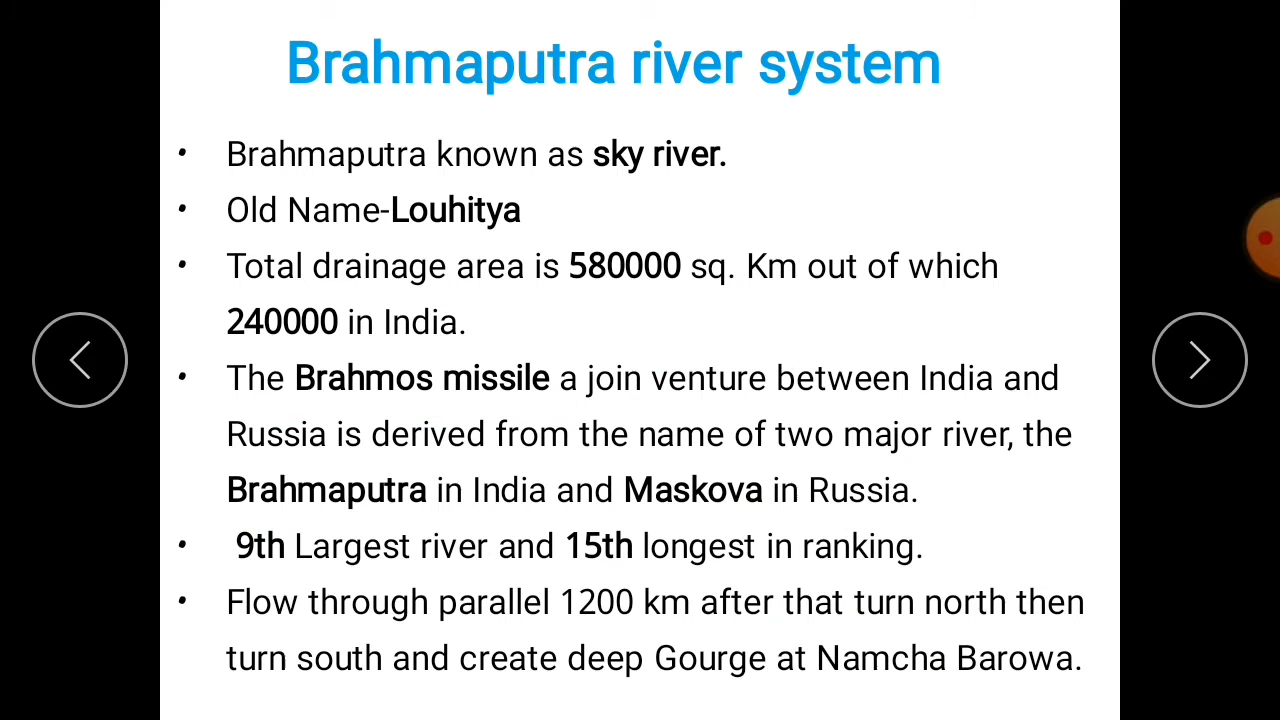 Brahmaputra river system
• Brahmaputra known as sky river.
• Old Name-Louhitya
• Total drainage area is 580000 sq. Km out of which
240000 in India.
• The Brahmos missile a join venture between India and
Russia is derived from the name of two major river, the
Brahmaputra in India and Maskova in Russia.
• 9th Largest river and 15th longest in ranking.
• Flow through parallel 1200 km after that turn north then
turn south and create deep Gourge at Namcha Barowa.